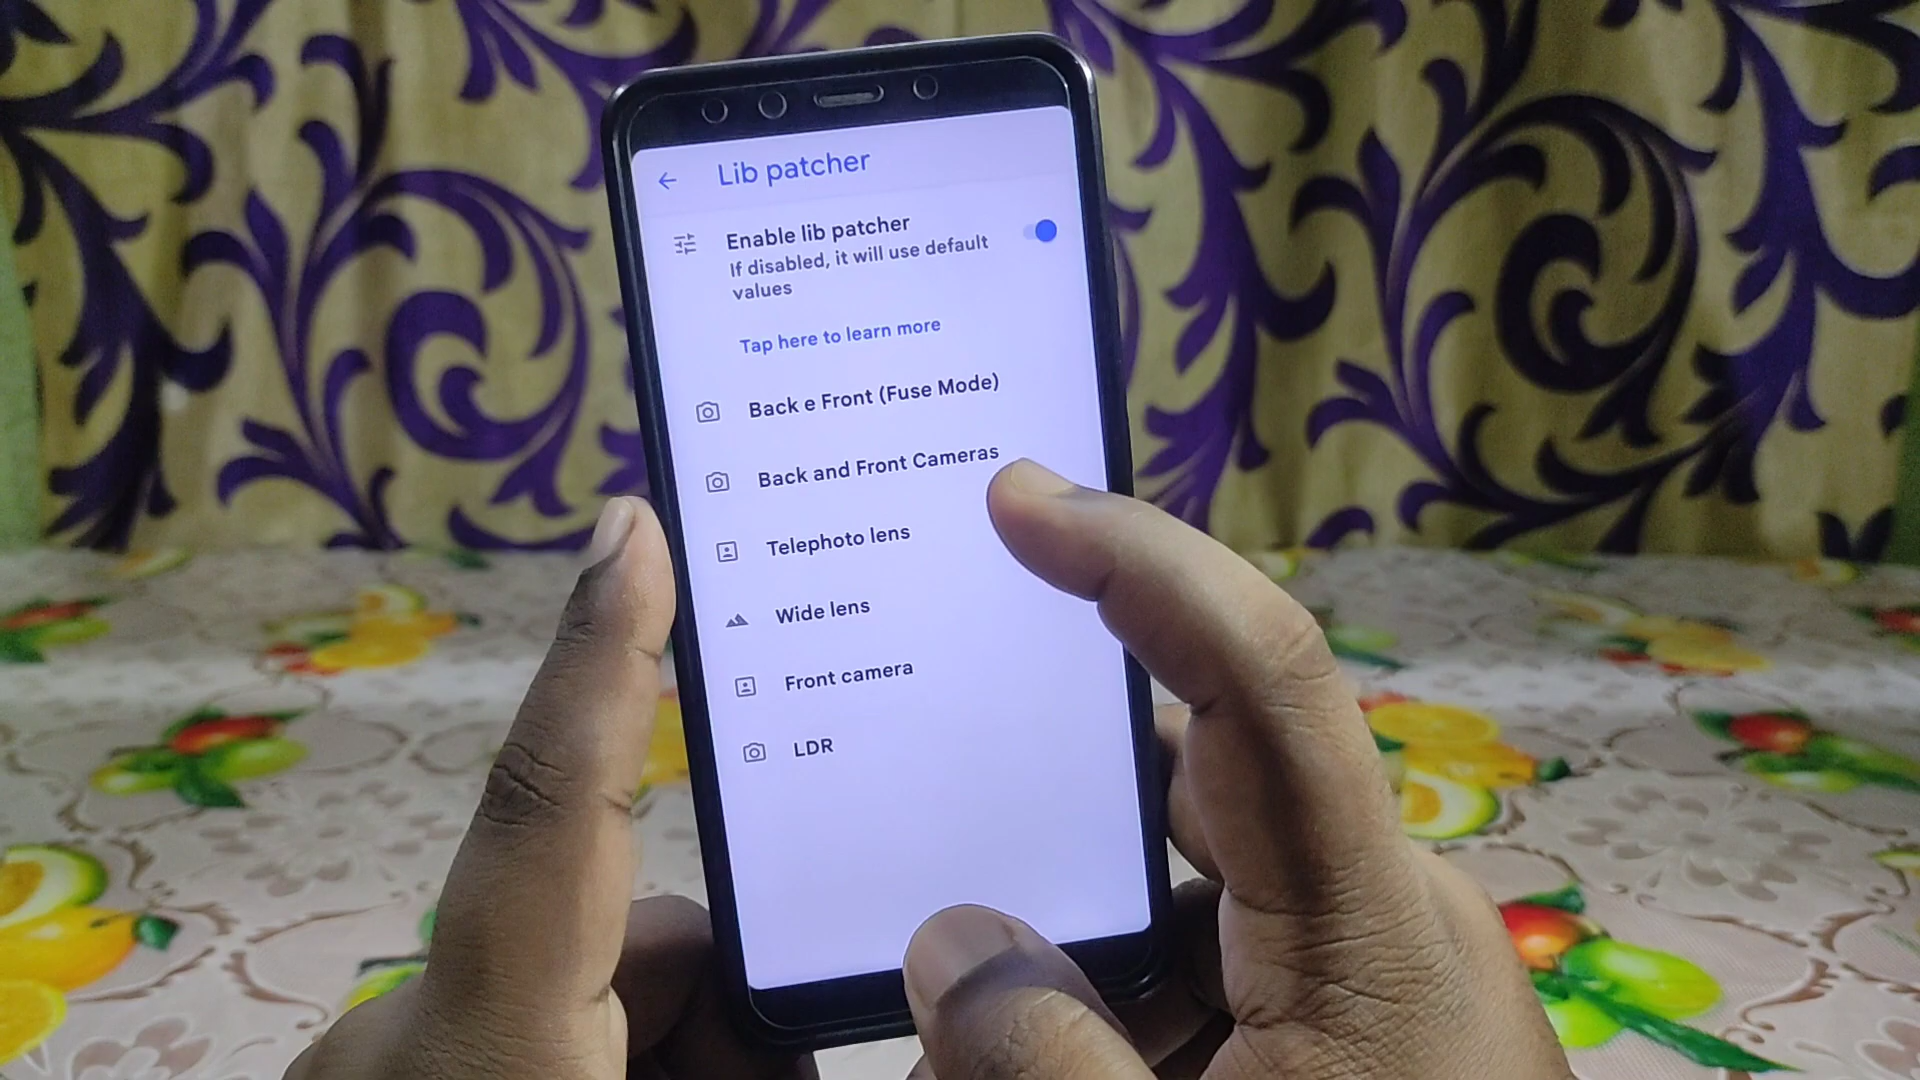 Lib patcher
Enable lib patcher
If disabled, it will use default
values
Tap here to learn more
Back e Front (Fuse Mode)
Back and Front Cameras
Telephoto lens
Wide lens
Front camera
LDR